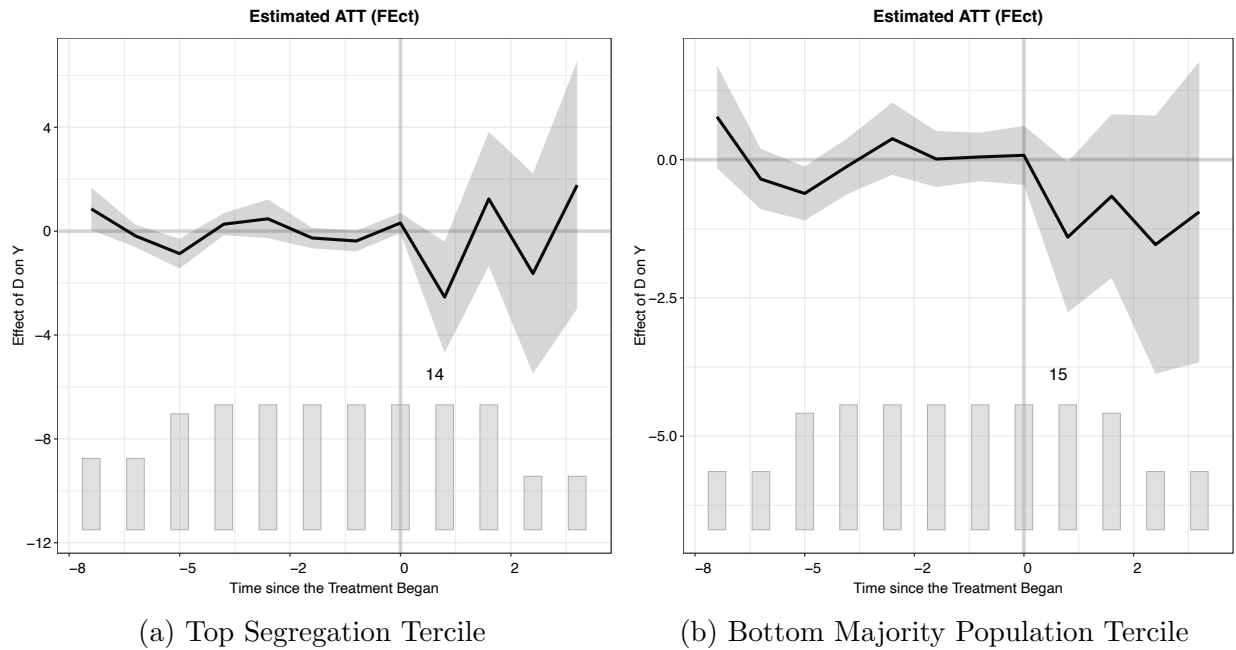 Estimated ATT (FEct)
Effect of D on Y
4
0
−4
−8
−12
14
−8
−5
−2
0
2
Time since the Treatment Began
(a) Top Segregation Tercile
Estimated ATT (FEct)
Effect of D on Y
0.0
−2.5
−5.0
15
−8
−5
−2
0
2
Time since the Treatment Began
(b) Bottom Majority Population Tercile